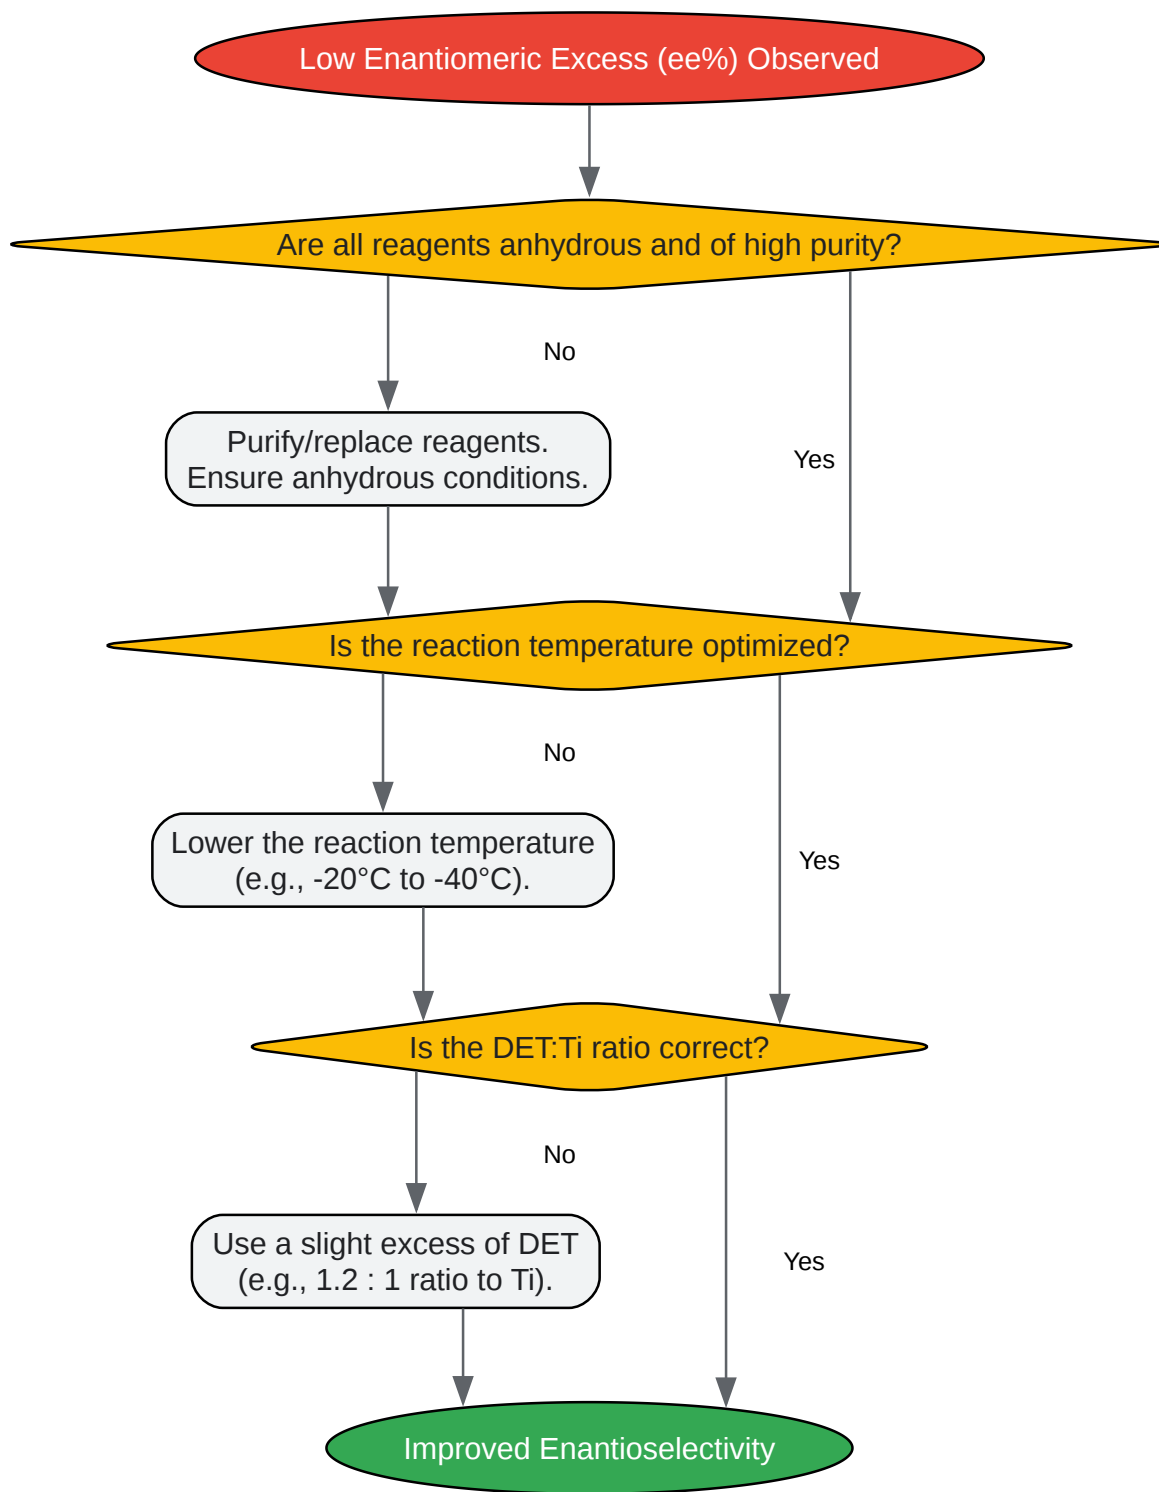 Low Enantiomeric Excess (ee%) Observed
Are all reagents anhydrous and of high purity?
No
Purify/replace reagents.
Ensure anhydrous conditions.
Yes
Is the reaction temperature optimized?
No
Lower the reaction temperature
(e.g., -20°C to -40°C).
Yes
Is the DET:Ti ratio correct?
No
Use a slight excess of DET
(e.g., 1.2 : 1 ratio to Ti).
Yes
Improved Enantioselectivity